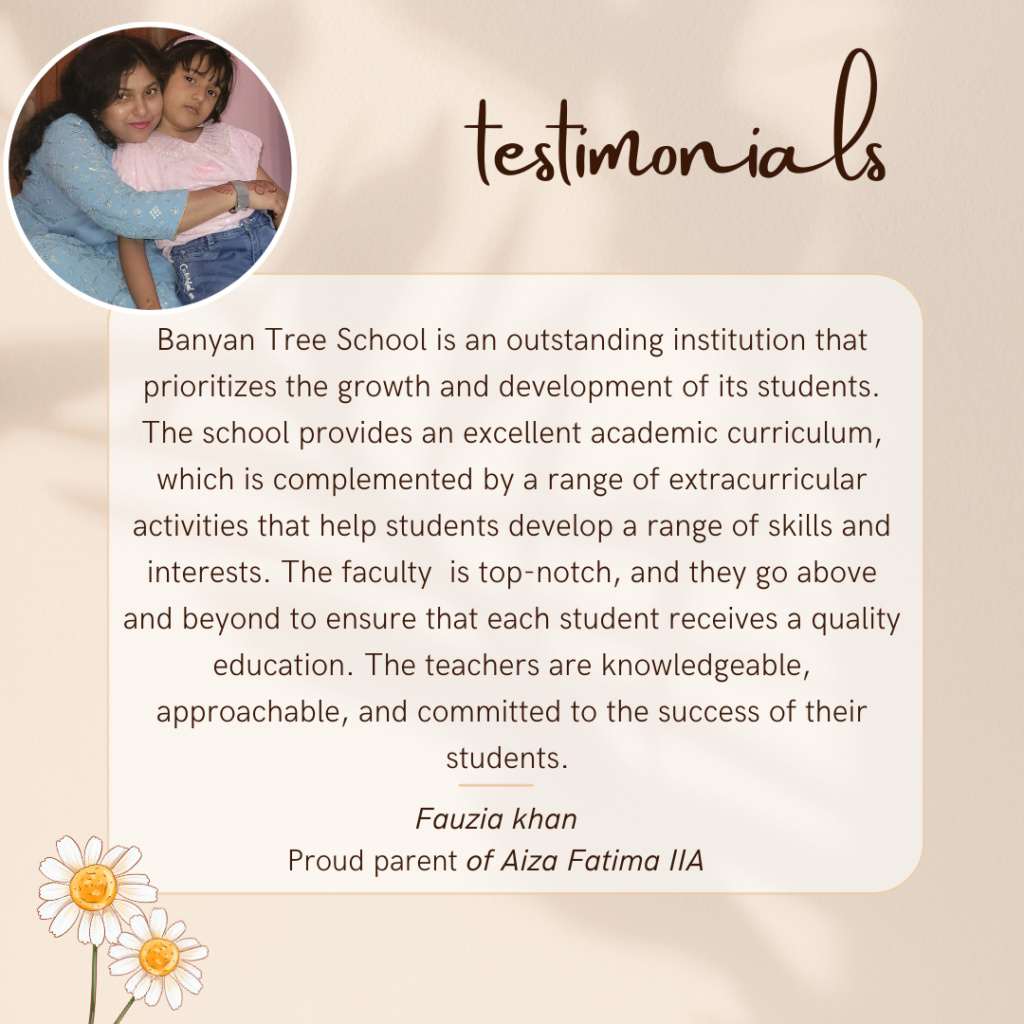 testimonials
Banyan Tree School is an outstanding institution that
prioritizes the growth and development of its students.
The school provides an excellent academic curriculum,
which is complemented by a range of extracurricular
activities that help students develop a range of skills and
interests. The faculty  is top-notch, and they go above
and beyond to ensure that each student receives a quality
education. The teachers are knowledgeable,
approachable, and committed to the success of their
students.
Fauzia khan
Proud parent of Aiza Fatima IIA